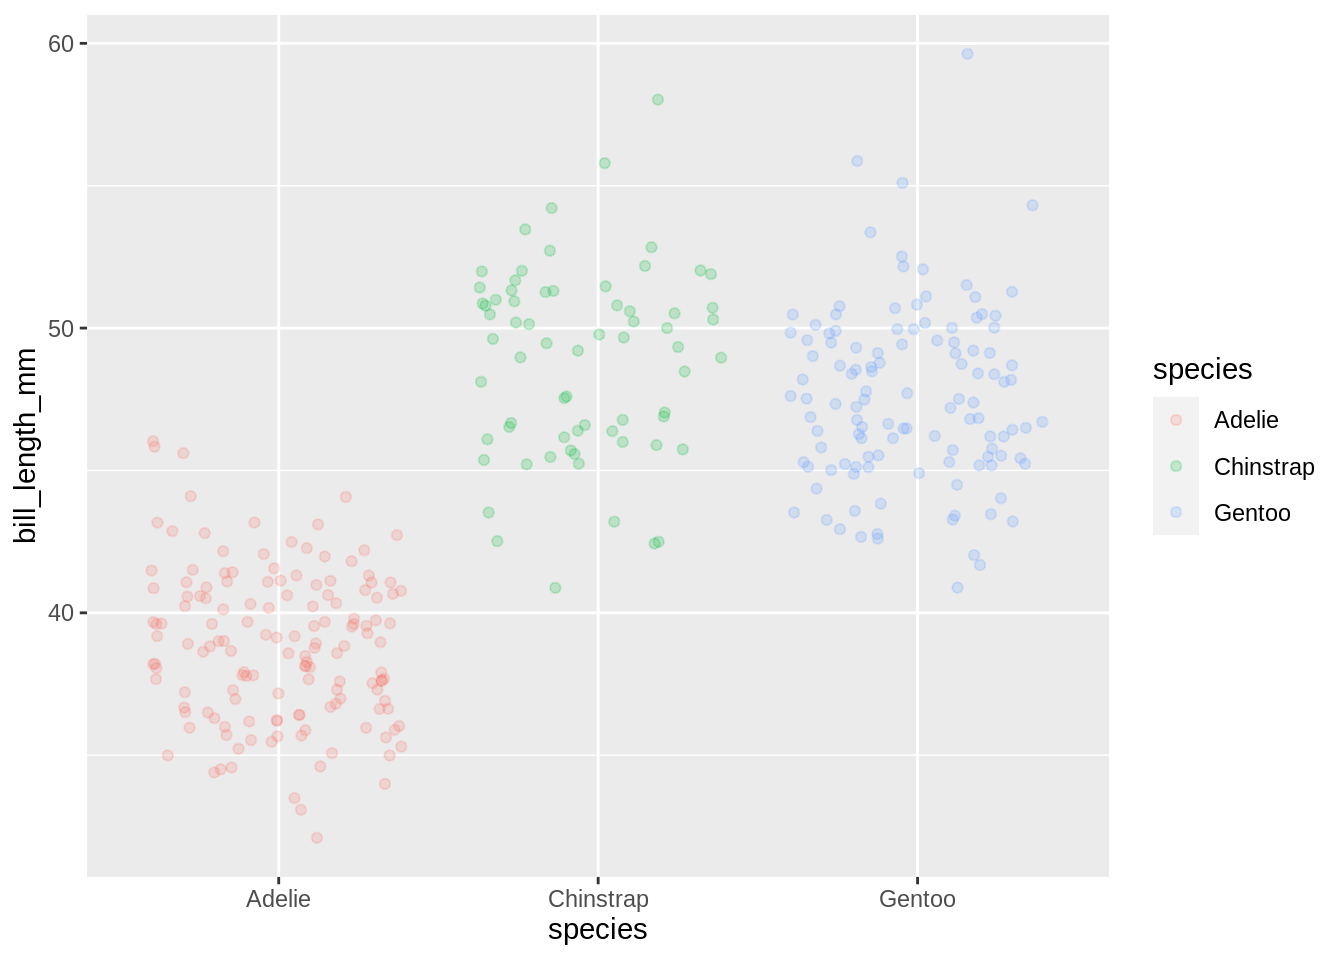 60
50
40
bill_length_mm
Adelie
Chinstrap
Gentoo
species
species
Adelie
Chinstrap
Gentoo